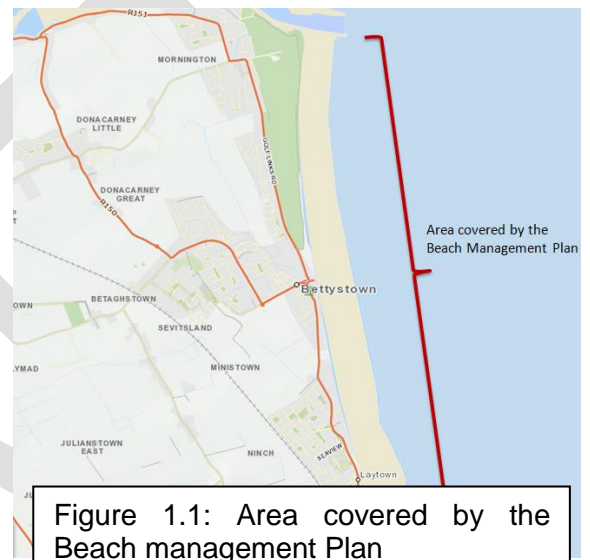 R151
MORNINGTON
DONACARNEY
LITTLE
GOLF-LINKS RD
DONACARNEY
GREAT
R150
Area covered by the
Beach Management Plan
Bettystown
BETAGHSTOWN
OWN
SEVITSLAND
YMAD
MINISTOWN
JULIANSTOWN
EAST
NINCH
SEAVIEW
Laytown
Figure 1.1: Area covered by the
Beach management Plan